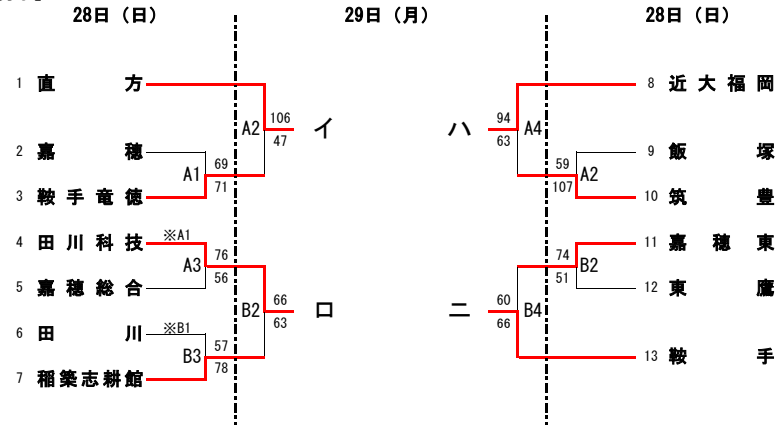 28日（日） 29日（月） 28日（日）
1 直方 8 近大福岡
A2 106 イ ハ 94 A4
47 63
2 嘉穂 9 飯塚
A1 69 59 A2
71 107
3 鞍手竜徳 10 筑豊
4 田川科技 ※A1 11 嘉穂東
A3 76 74 B2
56 51
5 嘉穂総合 12 東鷹
B2 66 ロ ニ 60 B4
63 66
6 田川 ※B1
B3 57 13 鞍手
78
7 稲築志耕館